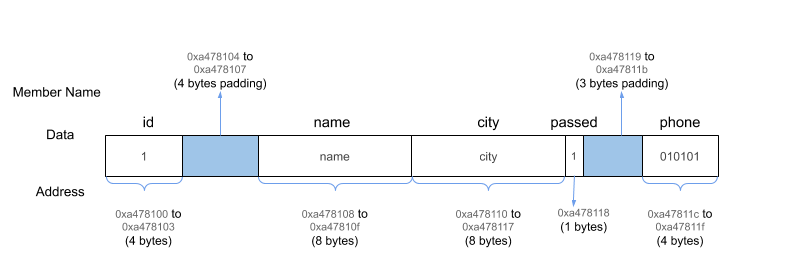 0xa478104 to
0xa478107
(4 bytes padding)
0xa478119 to
0xa47811b
(3 bytes padding)
Member Name
id
name
city
passed
phone
Data
1
name
city
1
010101
Address
0xa478100 to
0xa478103
(4 bytes)
0xa478108 to
0xa47810f
(8 bytes)
0xa478110 to
0xa478117
(8 bytes)
0xa478118
(1 bytes)
0xa47811c to
0xa47811f
(4 bytes)